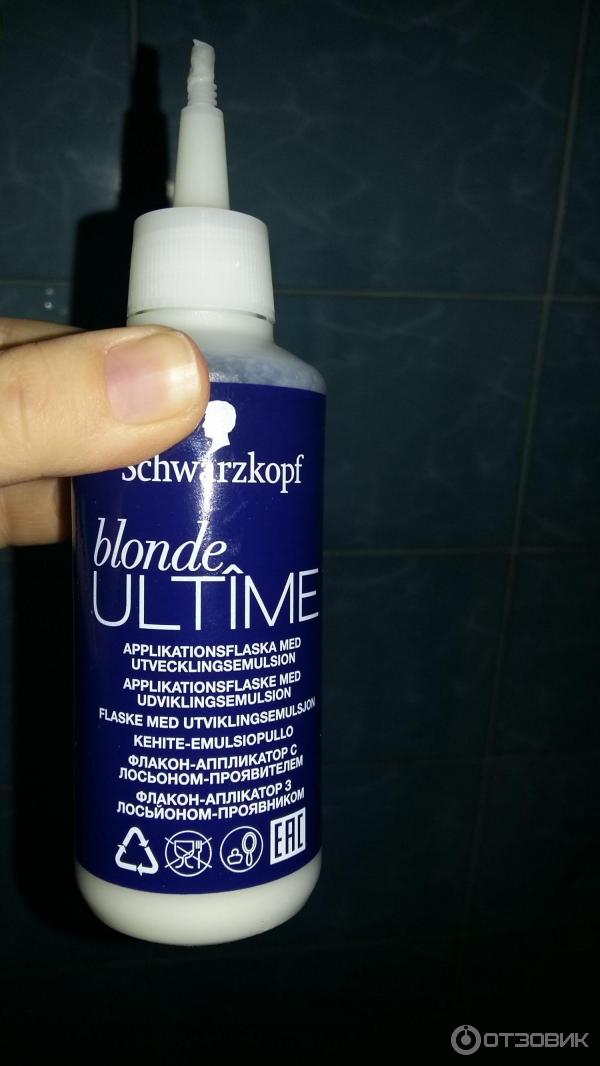 Schwarzkopf
blonde
ULTÎME
APPLIKATIONSFLASKA MED
UTVECKLINGSEMULSION
APPLIKATIONSFLASKE MED
UDVIKLINGSEMULSION
FLASKE MED UTVIKLINGSEMULSJON
KEHITE-EMULSIOPULLO
ФЛАКОН-АППЛИКАТОР С
ЛОСЬОНОМ-ПРОЯВИТЕЛЕМ
ФЛАКОН-АПЛІКАТОР З
ЛОСЬЙОНОМ-ПРОЯВНИКОМ
EAC
ОТЗОВИК